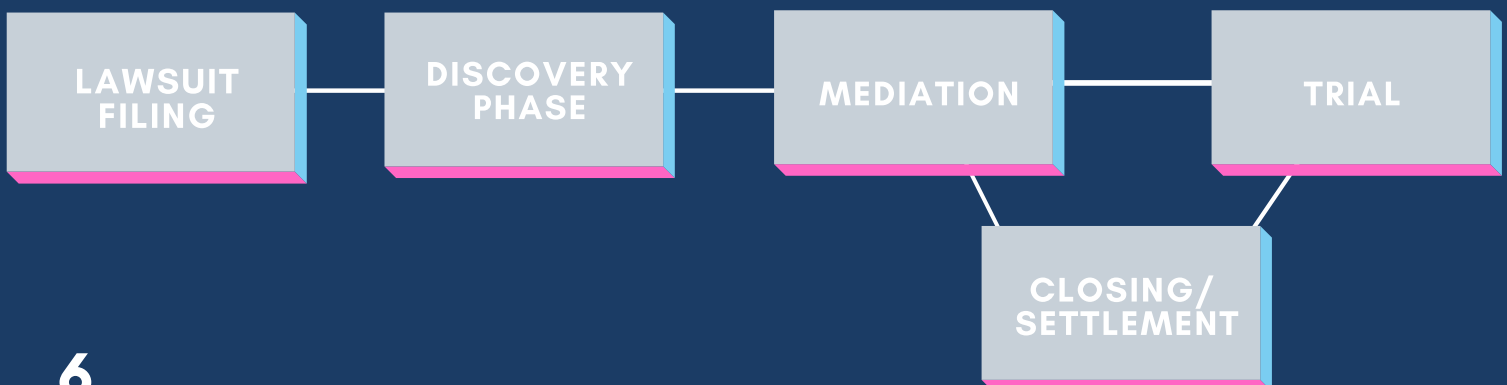 LAWSUIT
FILING
DISCOVERY
PHASE
MEDIATION
TRIAL
CLOSING/
SETTLEMENT
6